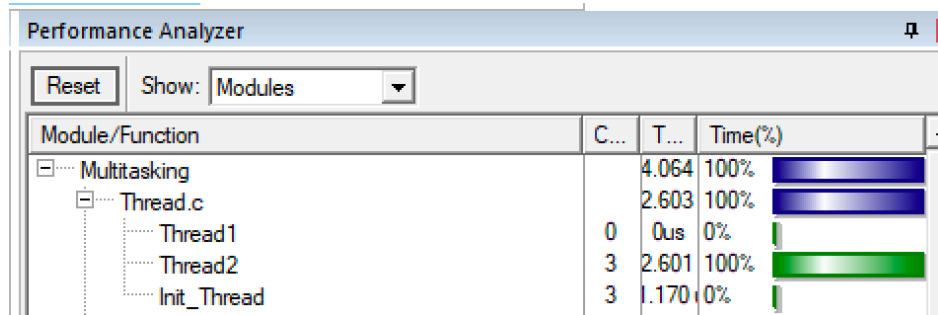 Performance Analyzer
Reset Show: Modules
Module/Function C... T... Time(%)
Multitasking 4.064 100%
Thread.c 2.603 100%
Thread1 0 0us 0%
Thread2 3 2.601 100%
Init_Thread 3 1.170 0%